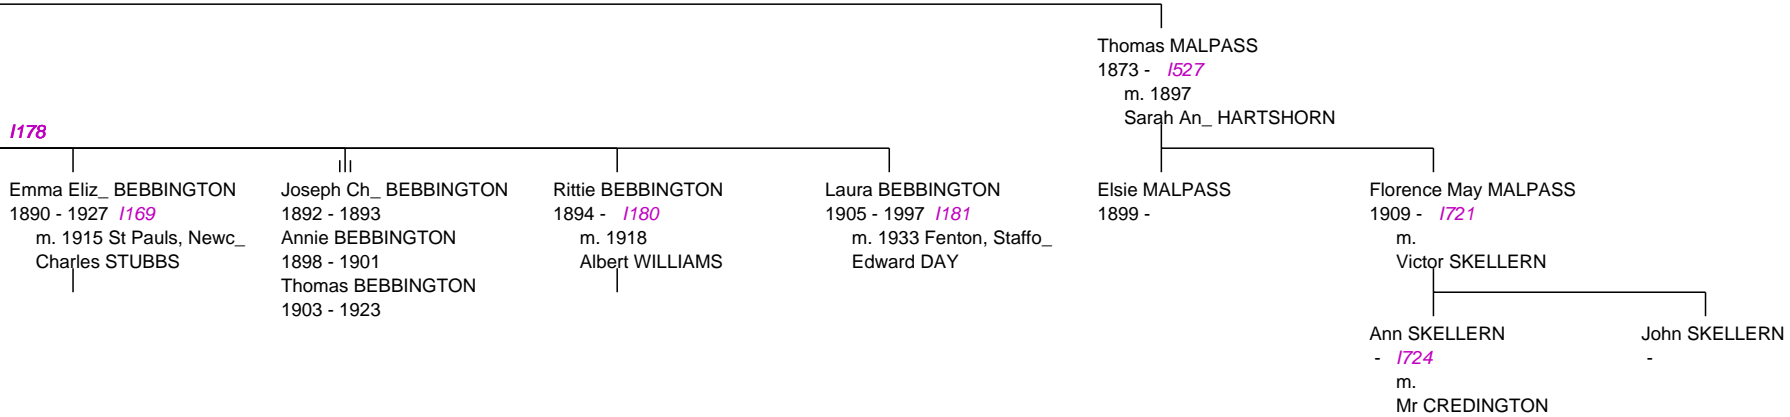 Thomas MALPASS
1873 - I527
m. 1897
Sarah An_ HARTSHORN
I178
Emma Eliz_ BEBBINGTON
1890 - 1927 I169
m. 1915 St Pauls, Newc_
Charles STUBBS
Joseph Ch_ BEBBINGTON
1892 - 1893
Annie BEBBINGTON
1898 - 1901
Thomas BEBBINGTON
1903 - 1923
Rittie BEBBINGTON
1894 - I180
m. 1918
Albert WILLIAMS
Laura BEBBINGTON
1905 - 1997 I181
m. 1933 Fenton, Staffo_
Edward DAY
Elsie MALPASS
1899 -
Florence May MALPASS
1909 - I721
m.
Victor SKELLERN
Ann SKELLERN
- I724
m.
Mr CREDINGTON
John SKELLERN
-